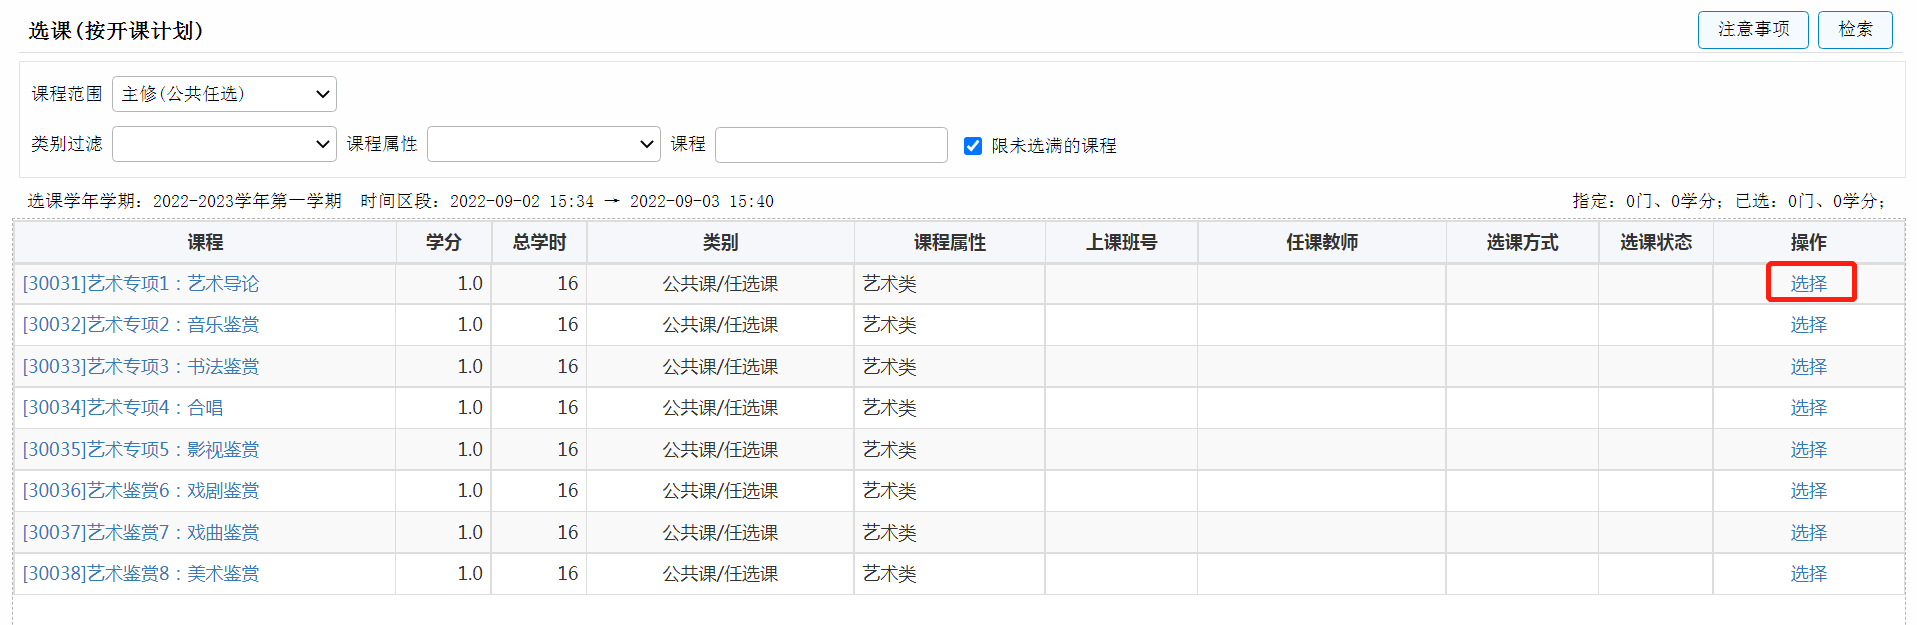 选课(按开课计划) 注意事项 检索
课程范围 主修(公共任选)
类别过滤 课程属性 课程 限未选满的课程
选课学年学期：2022-2023学年第一学期 时间区段：2022-09-02 15:34 → 2022-09-03 15:40 指定：0门、0学分；已选：0门、0学分；
课程 学分 总学时 类别 课程属性 上课班号 任课教师 选课方式 选课状态 操作
[30031]艺术专项1：艺术导论 1.0 16 公共课/任选课 艺术类 选择
[30032]艺术专项2：音乐鉴赏 1.0 16 公共课/任选课 艺术类 选择
[30033]艺术专项3：书法鉴赏 1.0 16 公共课/任选课 艺术类 选择
[30034]艺术专项4：合唱 1.0 16 公共课/任选课 艺术类 选择
[30035]艺术专项5：影视鉴赏 1.0 16 公共课/任选课 艺术类 选择
[30036]艺术鉴赏6：戏剧鉴赏 1.0 16 公共课/任选课 艺术类 选择
[30037]艺术鉴赏7：戏曲鉴赏 1.0 16 公共课/任选课 艺术类 选择
[30038]艺术鉴赏8：美术鉴赏 1.0 16 公共课/任选课 艺术类 选择